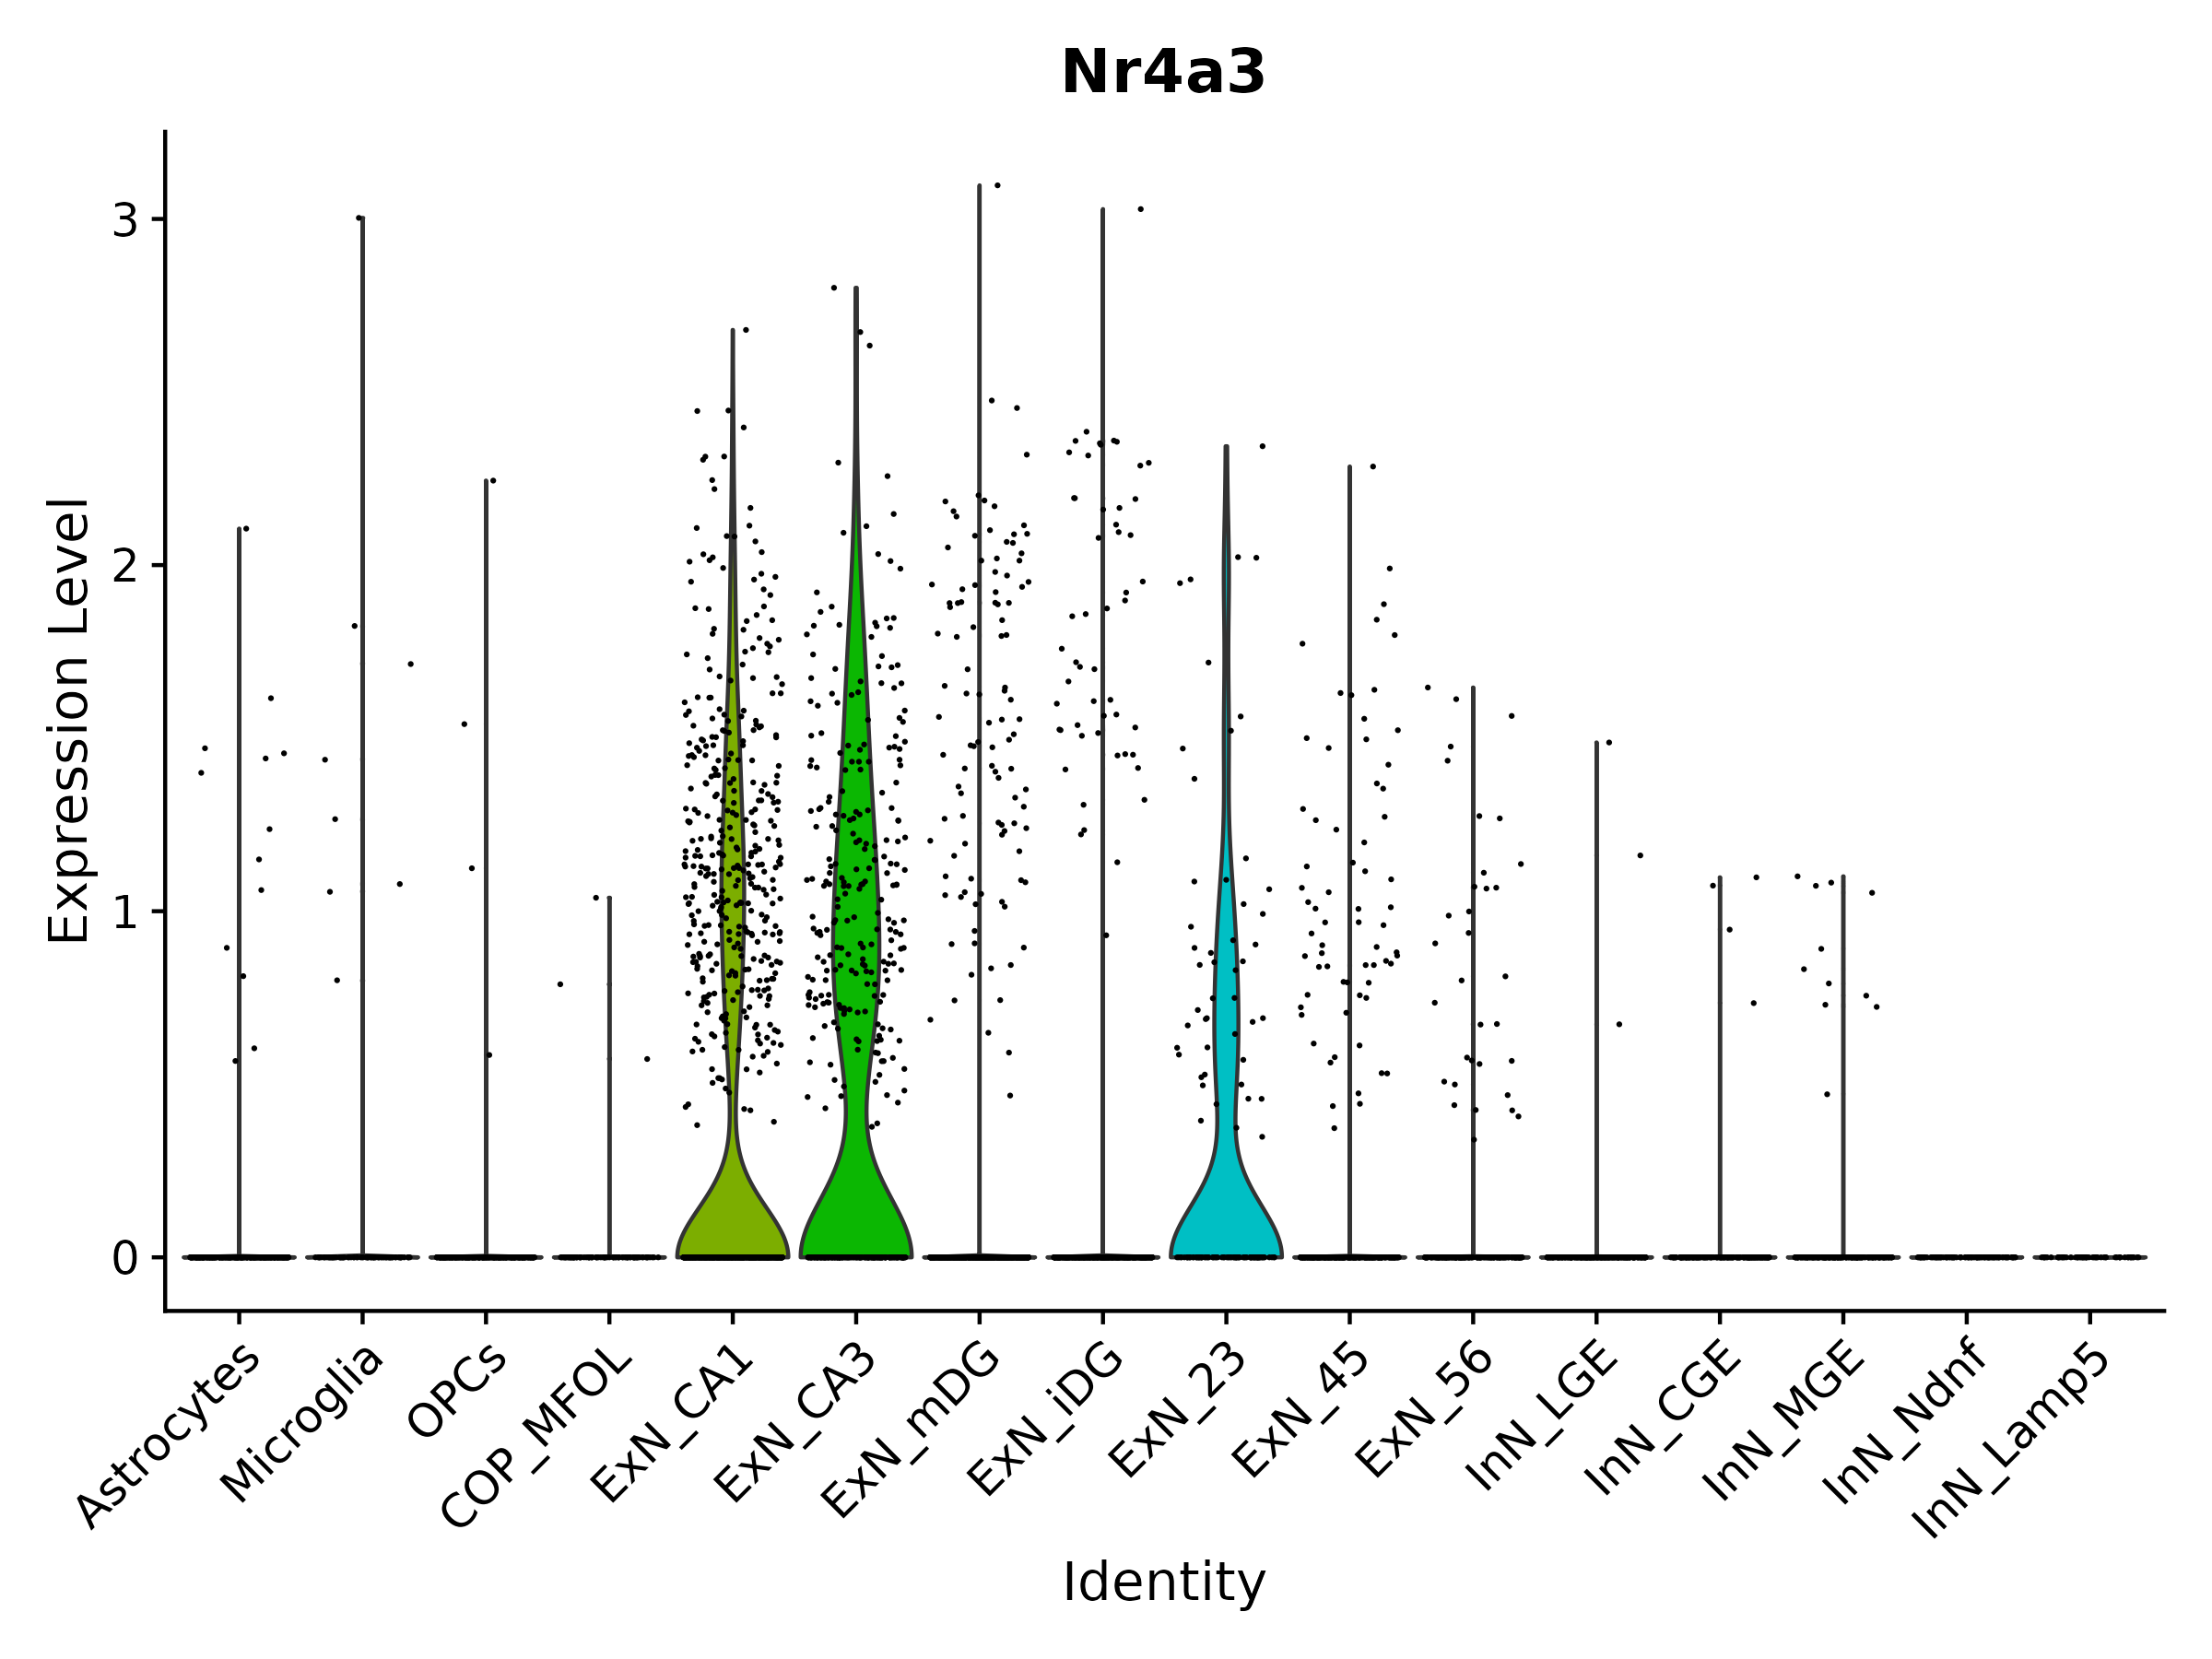 Nr4a3
Expression Level
3
2
1
0
Astrocytes
Microglia
OPCs
COP_MFOL
ExN_CA1
ExN_CA3
ExN_mDG
ExN_iDG
ExN_23
ExN_45
ExN_56
InN_LGE
InN_CGE
InN_MGE
InN_Ndnf
InN_Lamp5
Identity